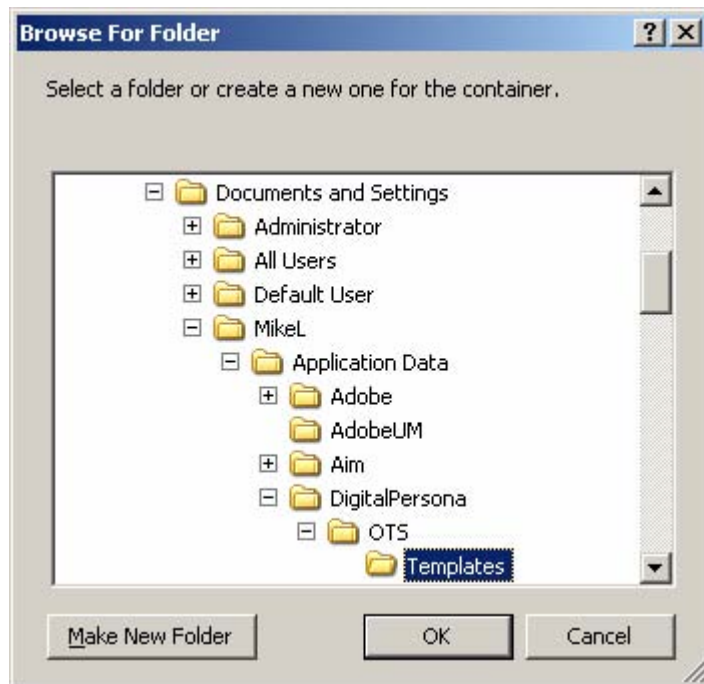 Browse For Folder
Select a folder or create a new one for the container.
Documents and Settings
Administrator
All Users
Default User
MikeL
Application Data
Adobe
AdobeUM
Aim
DigitalPersona
OTS
Templates
Make New Folder OK Cancel